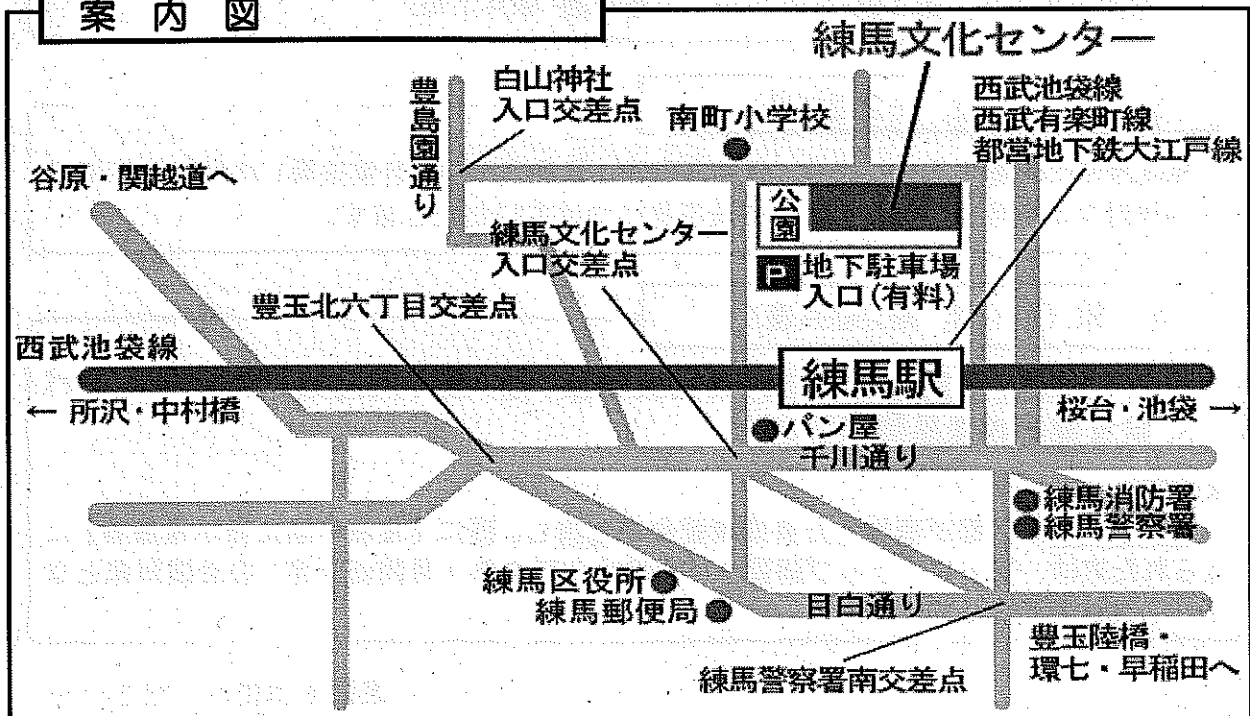 案内図
練馬文化センター
白山神社
入口交差点
豊島園通り
南町小学校
西武池袋線
西武有楽町線
都営地下鉄大江戸線
谷原・関越道へ
公園
練馬文化センター
入口交差点
P 地下駐車場
入口(有料)
豊玉北六丁目交差点
西武池袋線
練馬駅
← 所沢・中村橋
桜台・池袋 →
パン屋
千川通り
練馬消防署
練馬警察署
練馬区役所
練馬郵便局
目白通り
豊玉陸橋・
環七・早稲田へ
練馬警察署南交差点